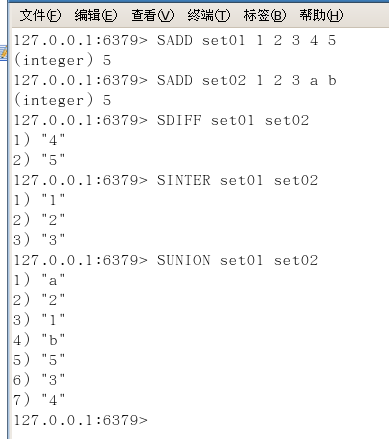 文件(F) 编辑(E) 查看(V) 终端(T) 标签(B) 帮助(H)
127.0.0.1:6379> SADD set01 1 2 3 4 5
(integer) 5
127.0.0.1:6379> SADD set02 1 2 3 a b
(integer) 5
127.0.0.1:6379> SDIFF set01 set02
1) "4"
2) "5"
127.0.0.1:6379> SINTER set01 set02
1) "1"
2) "2"
3) "3"
127.0.0.1:6379> SUNION set01 set02
1) "a"
2) "2"
3) "1"
4) "b"
5) "5"
6) "3"
7) "4"
127.0.0.1:6379>